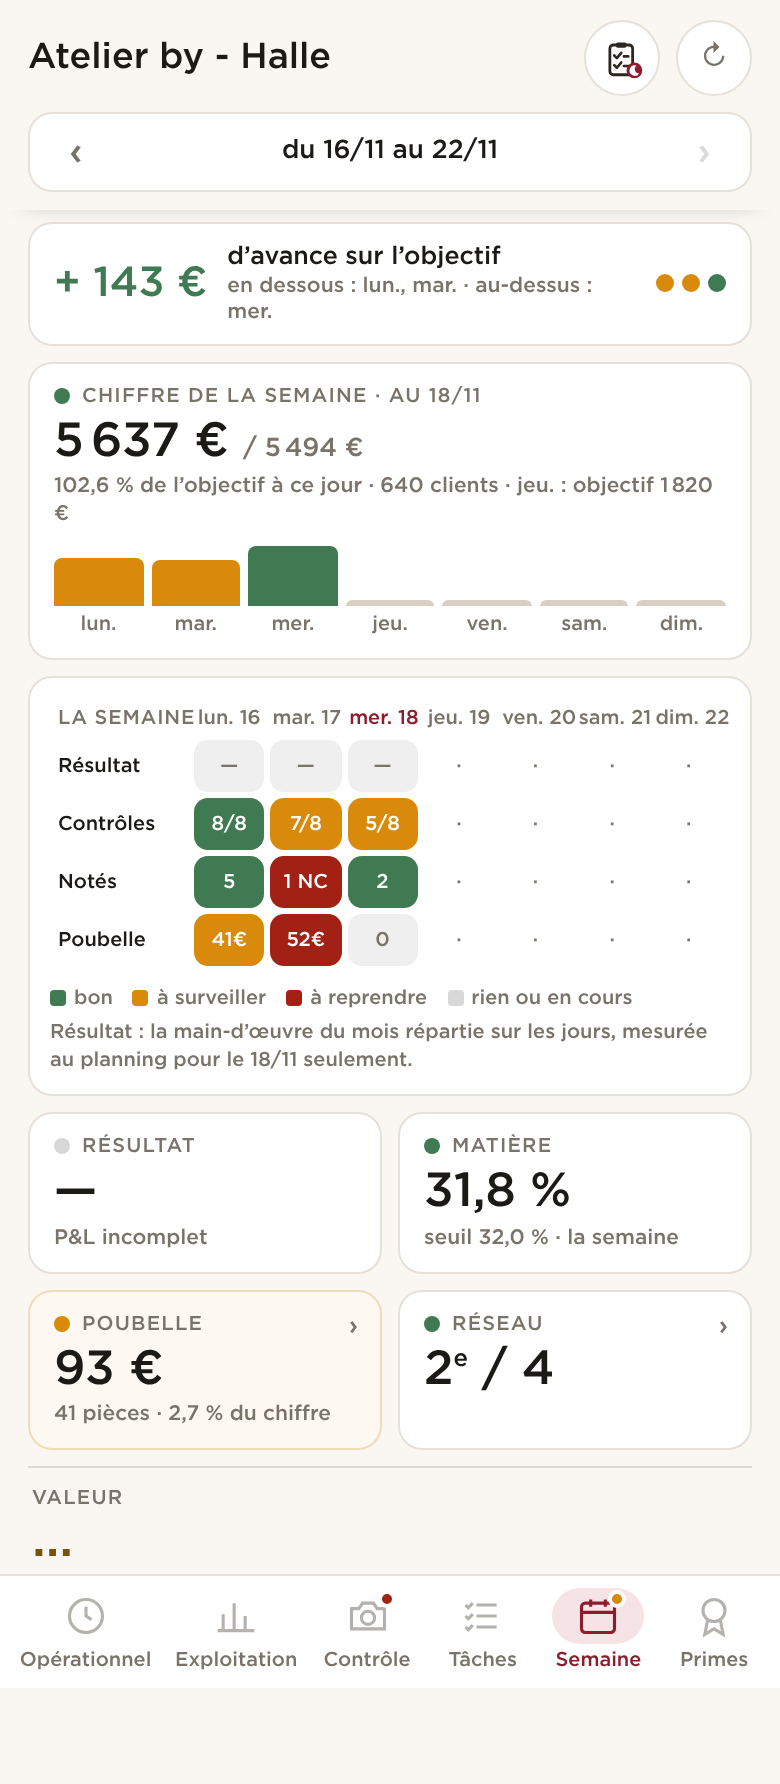 Atelier by - Halle
‹ du 16/11 au 22/11 ›
+ 143 €
d’avance sur l’objectif
en dessous : lun., mar. · au-dessus :
mer.
CHIFFRE DE LA SEMAINE · AU 18/11
5 637 € / 5 494 €
102,6 % de l’objectif à ce jour · 640 clients · jeu. : objectif 1 820
€
lun. mar. mer. jeu. ven. sam. dim.
LA SEMAINE lun. 16 mar. 17 mer. 18 jeu. 19 ven. 20 sam. 21 dim. 22
Résultat — — — · · · ·
Contrôles 8/8 7/8 5/8 · · · ·
Notés 5 1 NC 2 · · · ·
Poubelle 41€ 52€ 0 · · · ·
bon à surveiller à reprendre rien ou en cours
Résultat : la main-d’œuvre du mois répartie sur les jours, mesurée
au planning pour le 18/11 seulement.
RÉSULTAT
—
P&L incomplet
MATIÈRE
31,8 %
seuil 32,0 % · la semaine
POUBELLE ›
93 €
41 pièces · 2,7 % du chiffre
RÉSEAU ›
2e / 4
VALEUR
...
Opérationnel Exploitation Contrôle Tâches Semaine Primes